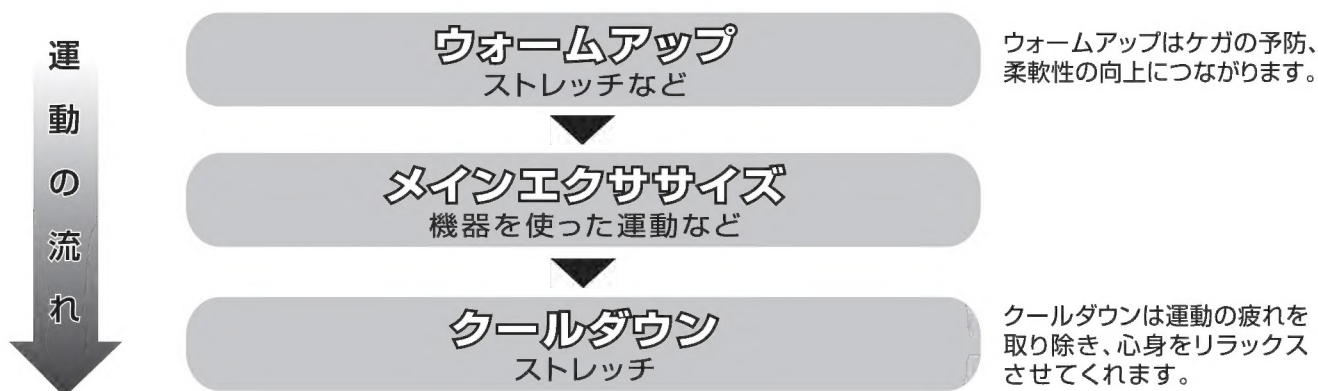 運動の流れ
ウォームアップ
ストレッチなど
ウォームアップはケガの予防、
柔軟性の向上につながります。
メインエクササイズ
機器を使った運動など
クールダウン
ストレッチ
クールダウンは運動の疲れを
取り除き、心身をリラックス
させてくれます。